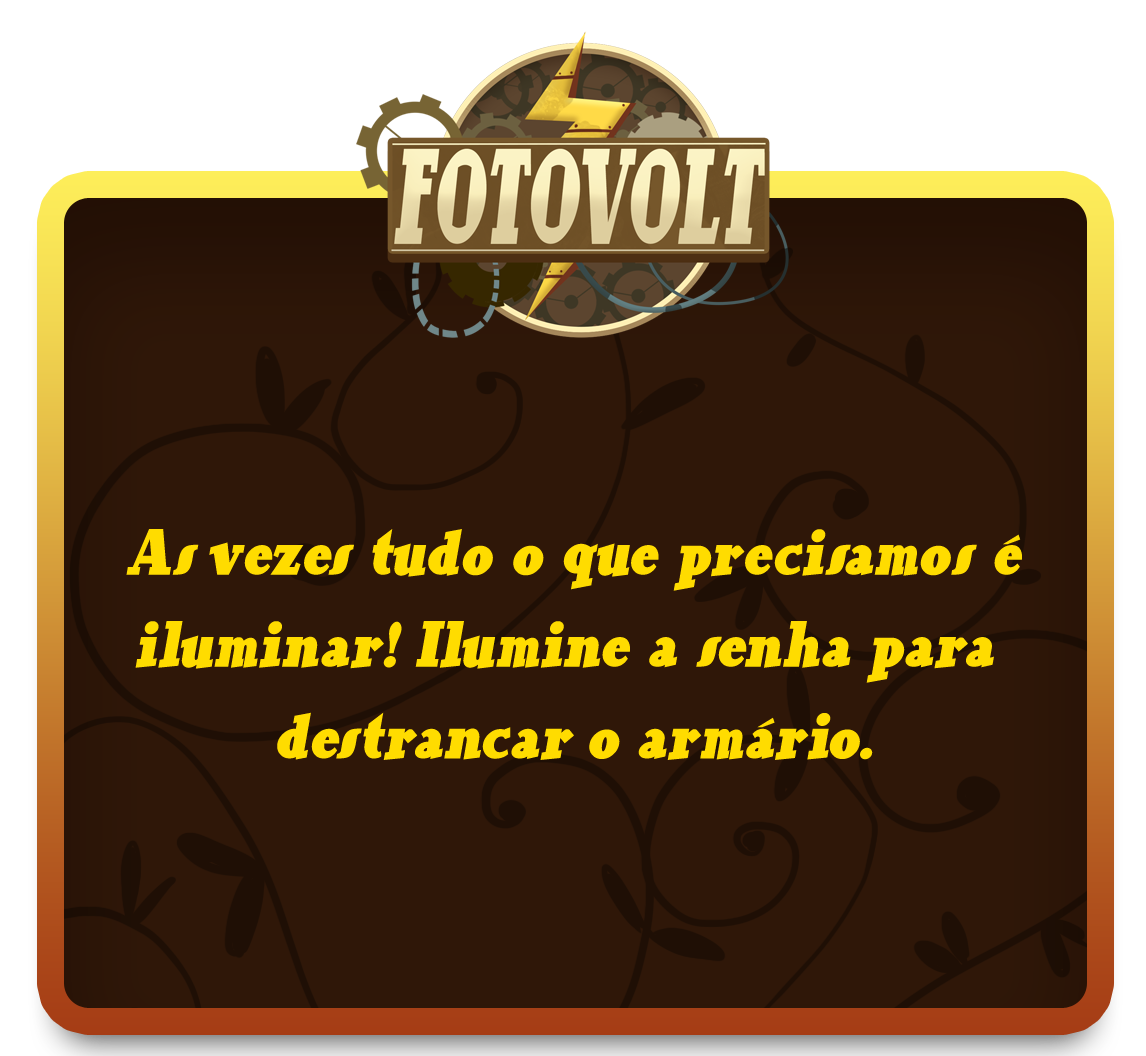 FOTOVOLT
As vezes tudo o que precisamos é
iluminar! Ilumine a senha para
destrancar o armário.